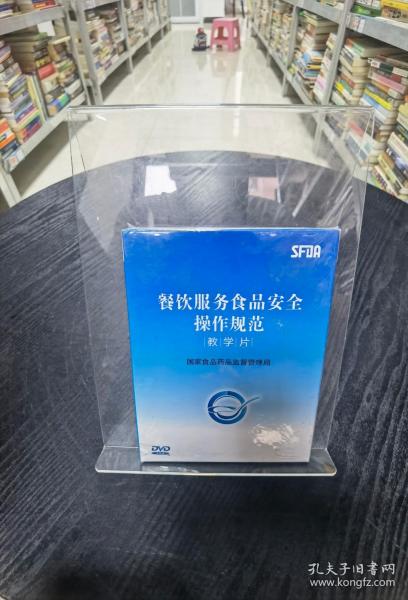 SFDA
餐饮服务食品安全
操作规范
教学片
国家食品药品监督管理局
DVD
孔夫子旧书网
www.kongfz.com